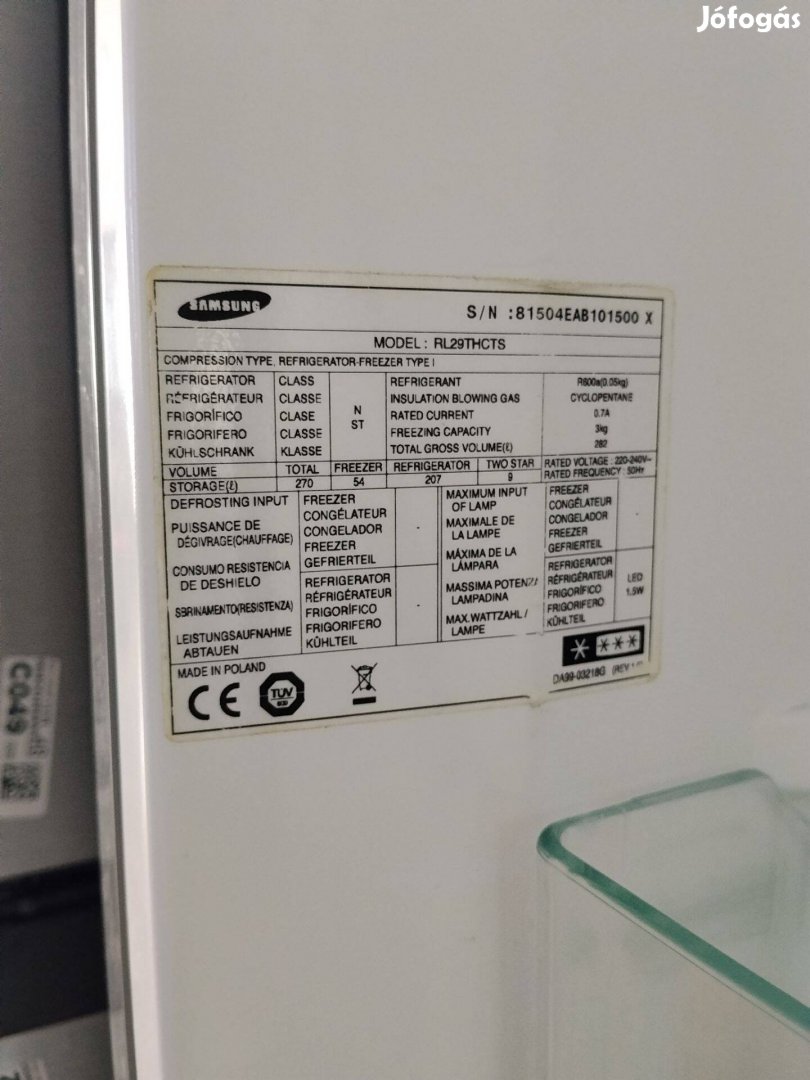 Jófogás
SAMSUNG
S/N :81504EAB101500 X
MODEL : RL29THCTS
COMPRESSION TYPE, REFRIGERATOR-FREEZER TYPE I
REFRIGERATOR CLASS
RÉFRIGÉRATEUR CLASSE
FRIGORÍFICO CLASE
FRIGORIFERO CLASSE
KÜHLSCHRANK KLASSE
N
ST
REFRIGERANT R600a(0.05kg)
INSULATION BLOWING GAS CYCLOPENTANE
RATED CURRENT 0.7A
FREEZING CAPACITY 3kg
TOTAL GROSS VOLUME(ℓ) 282
VOLUME TOTAL FREEZER REFRIGERATOR TWO STAR
STORAGE(ℓ) 270 54 207 9
RATED VOLTAGE : 220-240V~
RATED FREQUENCY : 50Hz
DEFROSTING INPUT
PUISSANCE DE
DÉGIVRAGE(CHAUFFAGE)
CONSUMO RESISTENCIA
DE DESHIELO
SBRINAMENTO(RESISTENZA)
LEISTUNGSAUFNAHME
ABTAUEN
FREEZER
CONGÉLATEUR
CONGELADOR
FREEZER
GEFRIERTEIL
-
REFRIGERATOR
RÉFRIGÉRATEUR
FRIGORÍFICO
FRIGORIFERO
KÜHLTEIL
-
MAXIMUM INPUT
OF LAMP
MAXIMALE DE
LA LAMPE
MÁXIMA DE LA
LÁMPARA
MASSIMA POTENZA
LAMPADINA
MAX.WATTZAHL /
LAMPE
FREEZER
CONGÉLATEUR
CONGELADOR
FREEZER
GEFRIERTEIL
-
REFRIGERATOR
RÉFRIGÉRATEUR
FRIGORÍFICO
FRIGORIFERO
KÜHLTEIL
LED
1.5W
MADE IN POLAND
CE
TÜV
DA99-03218G
C049